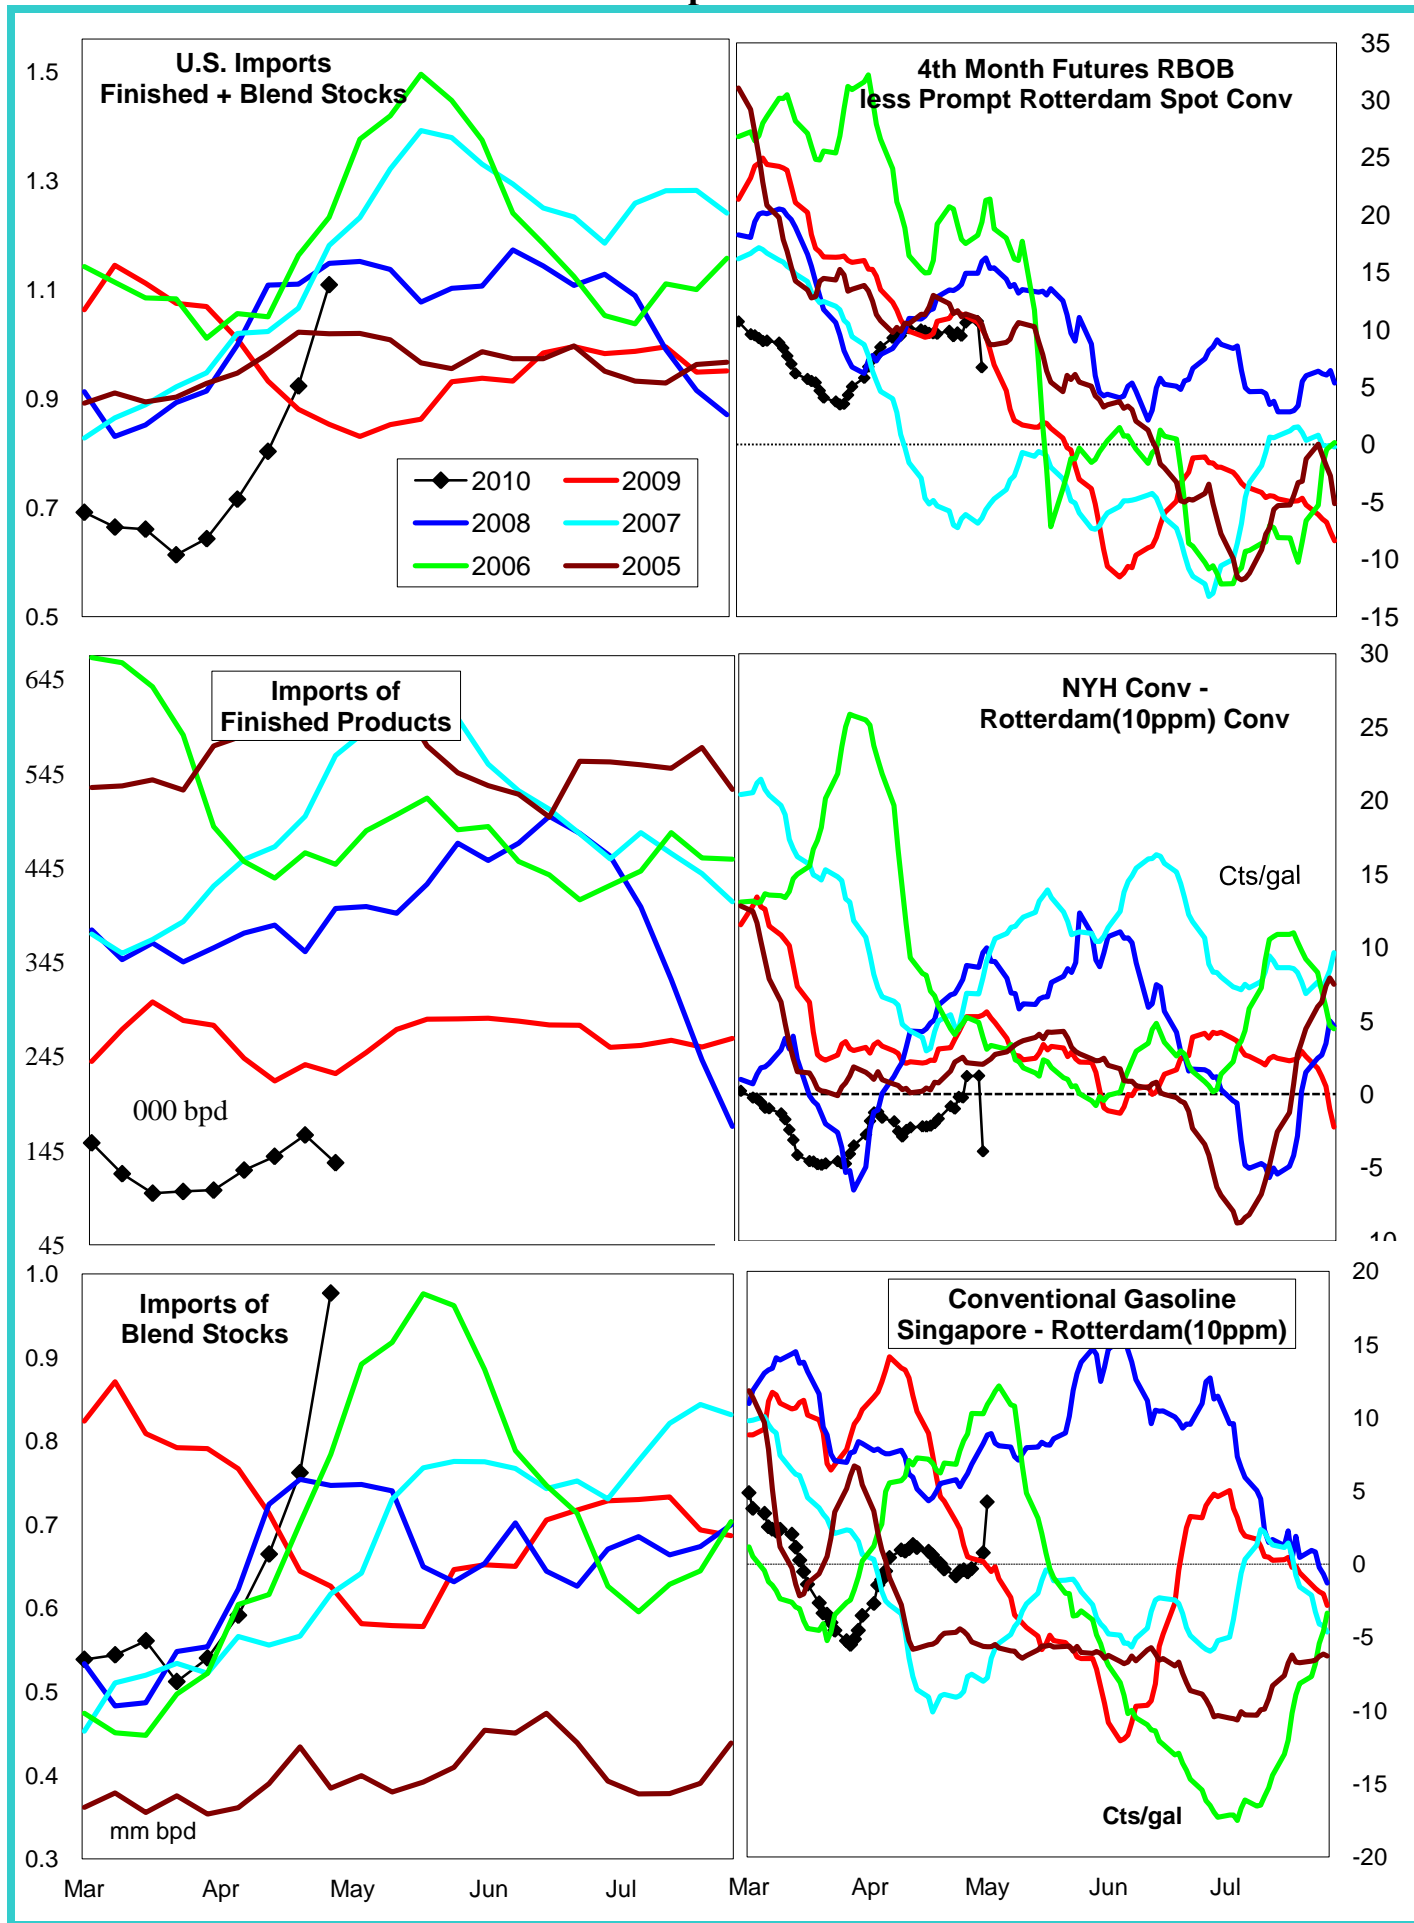 U.S. Imports
Finished + Blend Stocks
1.5
1.3
1.1
0.9
0.7
0.5
2010
2009
2008
2007
2006
2005
4th Month Futures RBOB
less Prompt Rotterdam Spot Conv
35
30
25
20
15
10
5
0
-5
-10
-15
Imports of
Finished Products
645
545
445
345
245
145
45
000 bpd
NYH Conv -
Rotterdam(10ppm) Conv
Cts/gal
30
25
20
15
10
5
0
-5
-10
Imports of
Blend Stocks
1.0
0.9
0.8
0.7
0.6
0.5
0.4
0.3
mm bpd
Mar
Apr
May
Jun
Jul
Conventional Gasoline
Singapore - Rotterdam(10ppm)
20
15
10
5
0
-5
-10
-15
-20
Cts/gal
Mar
Apr
May
Jun
Jul